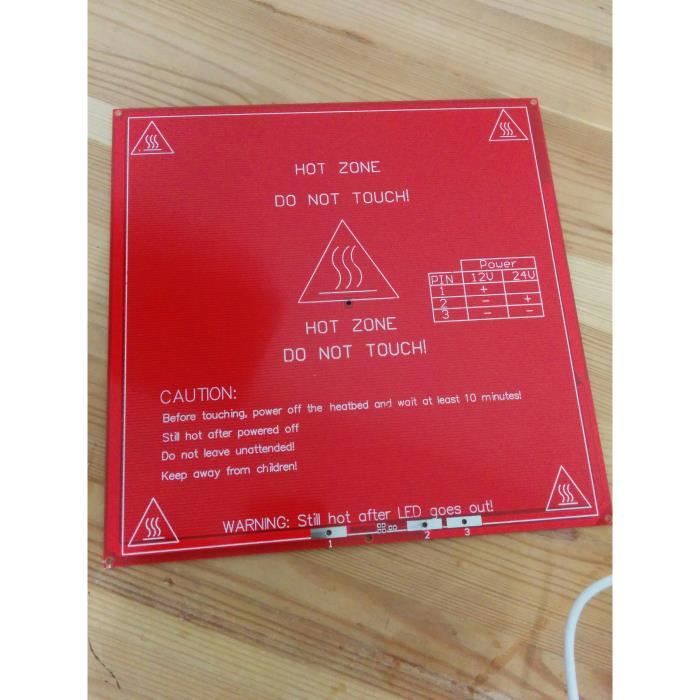 HOT ZONE
DO NOT TOUCH!
Power
PIN 12V 24V
1 +
2 - +
3 - -
HOT ZONE
DO NOT TOUCH!
CAUTION:
Before touching, power off the heatbed and wait at least 10 minutes!
Still hot after powered off
Do not leave unattended!
Keep away from children!
WARNING: Still hot after LED goes out!
1 2 3